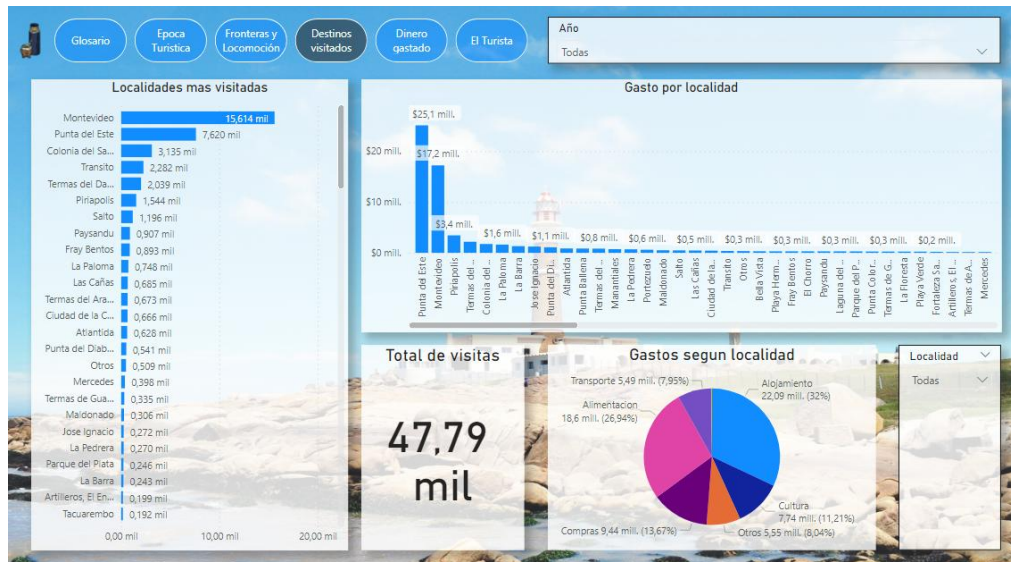 Glosario
Epoca
Turistica
Fronteras y
Locomoción
Destinos
visitados
Dinero
gastado
El Turista
Año
Todas
Localidades mas visitadas
Montevideo 15,614 mil
Punta del Este 7,620 mil
Colonia del Sa... 3,135 mil
Transito 2,282 mil
Termas del Da... 2,039 mil
Piriapolis 1,544 mil
Salto 1,196 mil
Paysandu 0,907 mil
Fray Bentos 0,893 mil
La Paloma 0,748 mil
Las Cañas 0,685 mil
Termas del Ara... 0,673 mil
Ciudad de la C... 0,666 mil
Atlantida 0,628 mil
Punta del Diab... 0,541 mil
Otros 0,509 mil
Mercedes 0,398 mil
Termas de Gua... 0,335 mil
Maldonado 0,306 mil
Jose Ignacio 0,272 mil
La Pedrera 0,270 mil
Parque del Plata 0,246 mil
La Barra 0,243 mil
Artilleros, El En... 0,199 mil
Tacuarembo 0,192 mil
0,00 mil 10,00 mil 20,00 mil
Gasto por localidad
$20 mill.
$10 mill.
$0 mill.
$25,1 mill.
$17,2 mill.
$3,4 mill.
$1,6 mill.
$1,1 mill.
$0,8 mill.
$0,6 mill.
$0,5 mill.
$0,3 mill.
$0,3 mill.
$0,3 mill.
$0,3 mill.
$0,2 mill.
Punta del Este
Montevideo
Piriapolis
Termas del ...
Colonia del ...
La Paloma
La Barra
Jose Ignacio
Punta del Di...
Atlantida
Punta Ballena
Termas del ...
Manantiales
La Pedrera
Portezuelo
Maldonado
Salto
Las Cañas
Ciudad de la...
Transito
Otros
Bella Vista
Playa Herm...
Fray Bentos
El Chorro
Paysandu
Laguna del...
Parque del P...
Punta Color...
Termas de G...
La Floresta
Playa Verde
Fortaleza Sa...
Artilleros, El ...
Termas de A...
Mercedes
Total de visitas
47,79
mil
Gastos segun localidad
Transporte 5,49 mill. (7,95%)
Alojamiento
22,09 mill. (32%)
Alimentacion
18,6 mill. (26,94%)
Cultura
7,74 mill. (11,21%)
Compras 9,44 mill. (13,67%)
Otros 5,55 mill. (8,04%)
Localidad
Todas